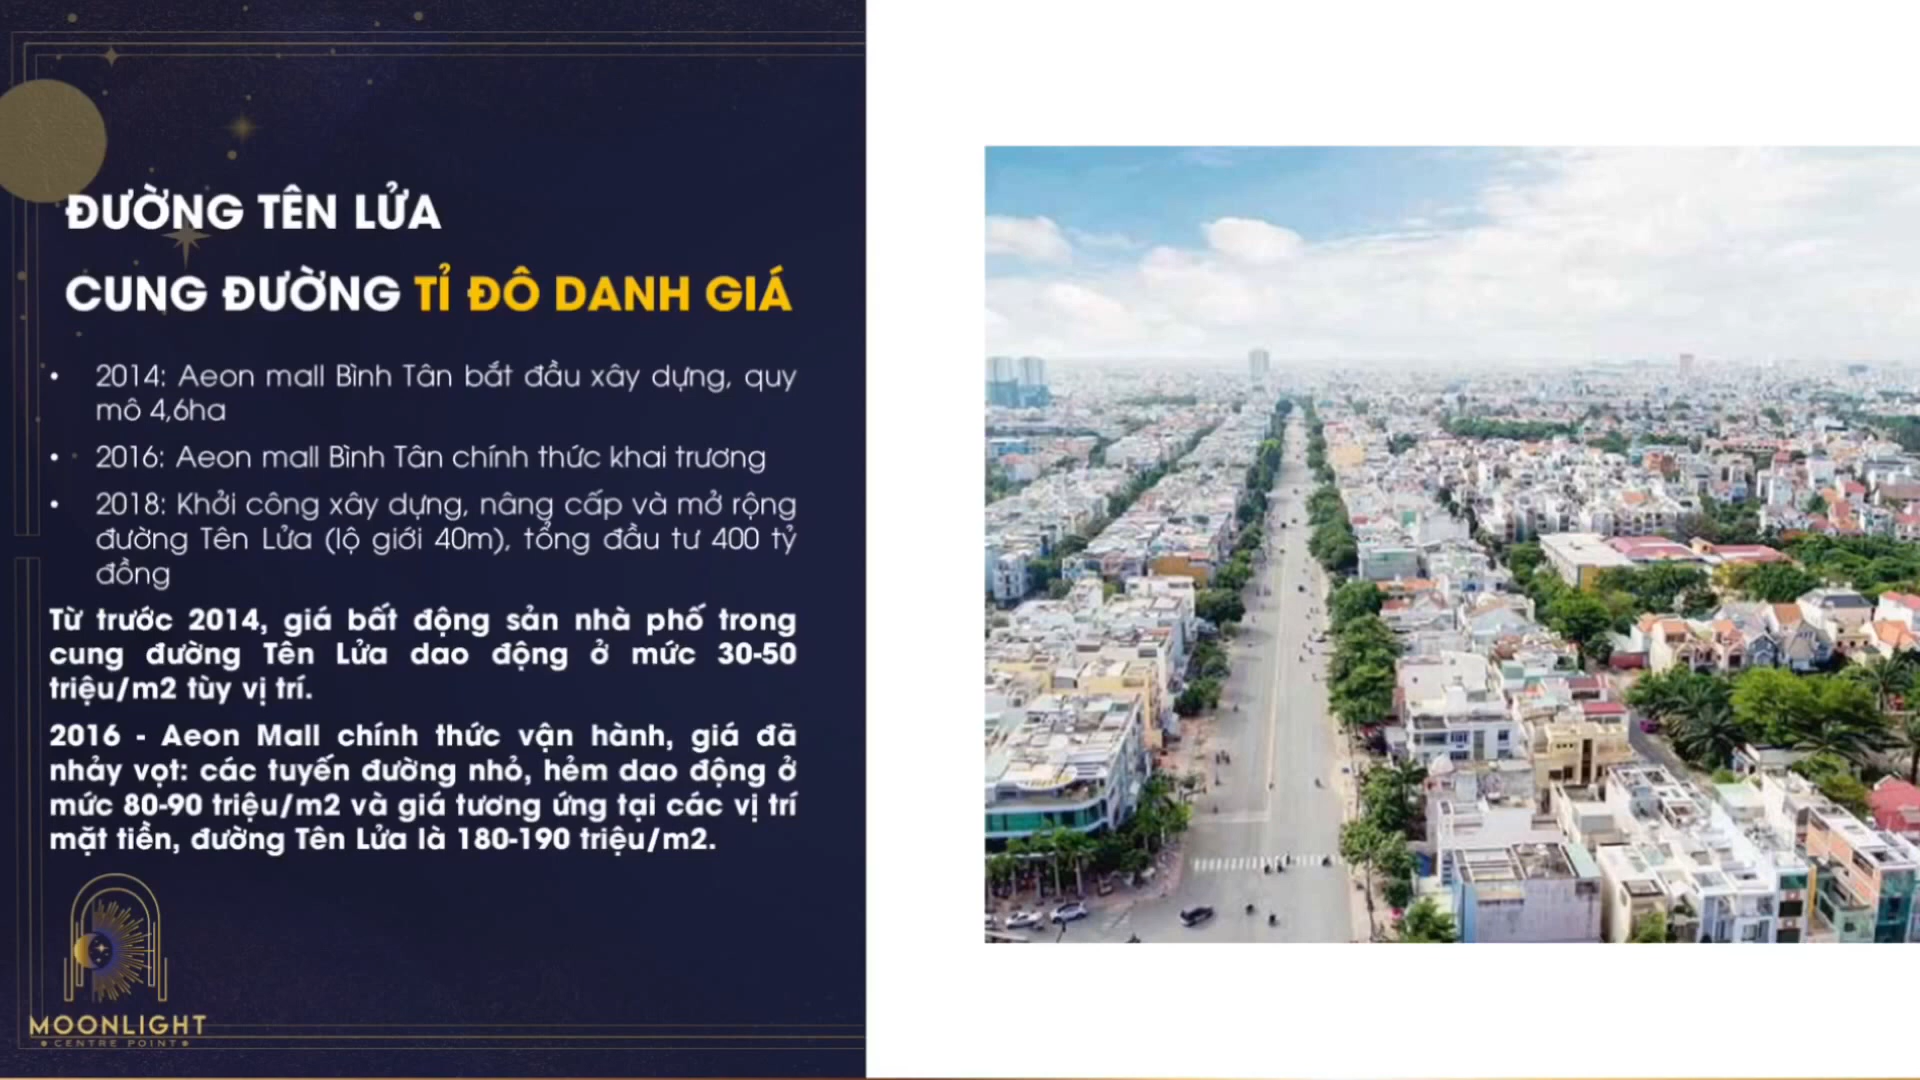 ĐƯỜNG TÊN LỬA
CUNG ĐƯỜNG TỈ ĐÔ DANH GIÁ
• 2014: Aeon mall Bình Tân bắt đầu xây dựng, quy
mô 4,6ha
• 2016: Aeon mall Bình Tân chính thức khai trương
• 2018: Khởi công xây dựng, nâng cấp và mở rộng
đường Tên Lửa (lộ giới 40m), tổng đầu tư 400 tỷ
đồng
Từ trước 2014, giá bất động sản nhà phố trong
cung đường Tên Lửa dao động ở mức 30-50
triệu/m2 tùy vị trí.
2016 - Aeon Mall chính thức vận hành, giá đã
nhảy vọt: các tuyến đường nhỏ, hẻm dao động ở
mức 80-90 triệu/m2 và giá tương ứng tại các vị trí
mặt tiền, đường Tên Lửa là 180-190 triệu/m2.
MOONLIGHT
• CENTRE POINT •